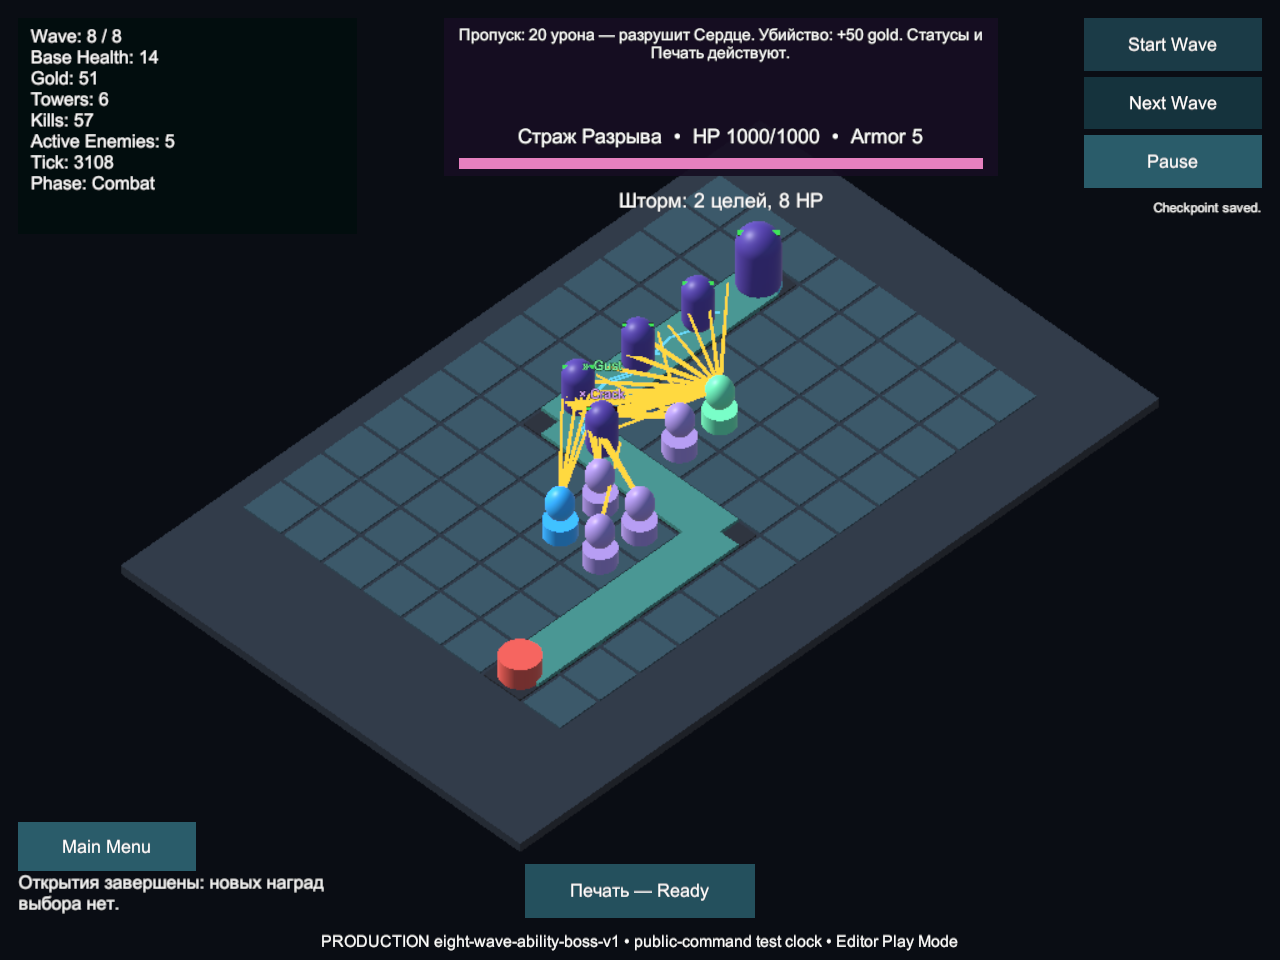 Wave: 8 / 8
Base Health: 14
Gold: 51
Towers: 6
Kills: 57
Active Enemies: 5
Tick: 3108
Phase: Combat
Пропуск: 20 урона — разрушит Сердце. Убийство: +50 gold. Статусы и
Печать действуют.
Страж Разрыва • HP 1000/1000 • Armor 5
Шторм: 2 целей, 8 HP
Start Wave
Next Wave
Pause
Checkpoint saved.
Gust
Main Menu
Открытия завершены: новых наград
выбора нет.
Печать — Ready
PRODUCTION eight-wave-ability-boss-v1 • public-command test clock • Editor Play Mode